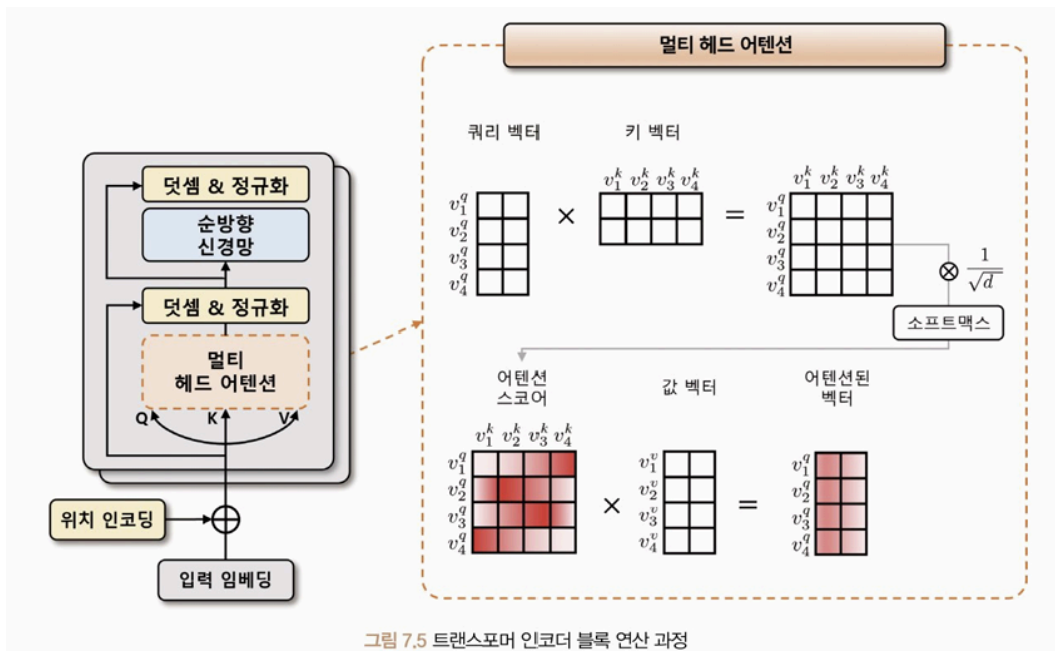 멀티 헤드 어텐션
쿼리 벡터
키 벡터
v_1^k v_2^k v_3^k v_4^k
v_1^q
v_2^q
v_3^q
v_4^q
×
=
v_1^k v_2^k v_3^k v_4^k
v_1^q
v_2^q
v_3^q
v_4^q
⊗ 1/√d
소프트맥스
어텐션
스코어
값 벡터
어텐션된
벡터
v_1^k v_2^k v_3^k v_4^k
v_1^q
v_2^q
v_3^q
v_4^q
×
v_1^v
v_2^v
v_3^v
v_4^v
=
v_1^q
v_2^q
v_3^q
v_4^q
덧셈 & 정규화
순방향
신경망
덧셈 & 정규화
멀티
헤드 어텐션
Q K V
위치 인코딩
입력 임베딩
그림 7.5 트랜스포머 인코더 블록 연산 과정